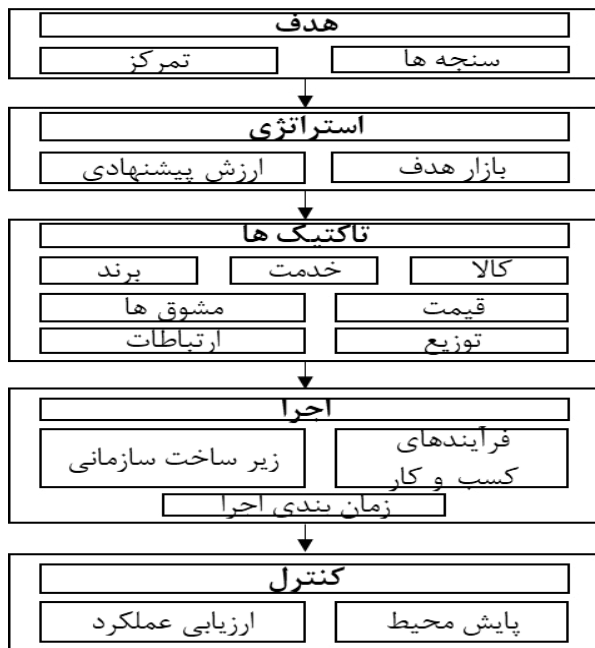 هدف
سنجه ها
تمرکز
استراتژی
بازار هدف
ارزش پیشنهادی
تاکتیک ها
کالا
خدمت
برند
قیمت
مشوق ها
توزیع
ارتباطات
اجرا
فرآیندهای
کسب و کار
زیر ساخت سازمانی
زمان بندی اجرا
کنترل
پایش محیط
ارزیابی عملکرد